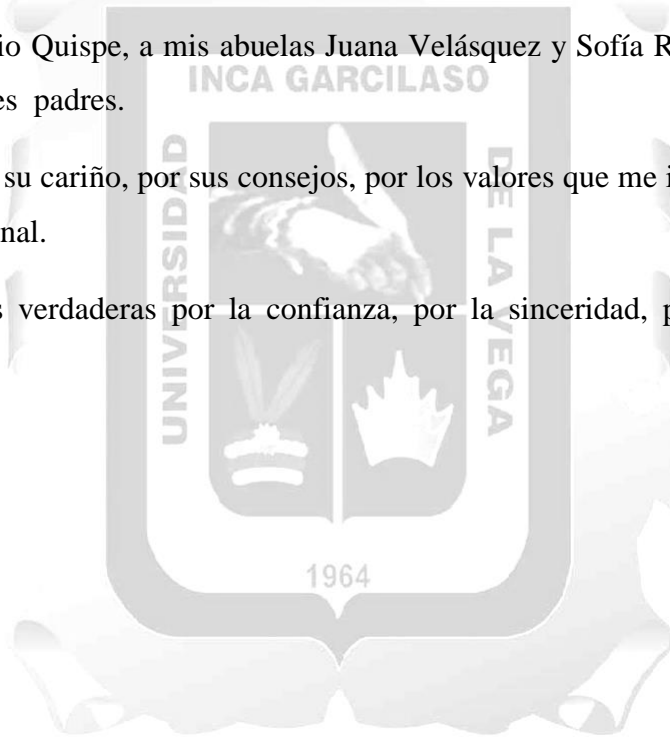 io Quispe, a mis abuelas Juana Velásquez y Sofía R
INCA GARCILASO
es padres.
su cariño, por sus consejos, por los valores que me i
nal.
s verdaderas por la confianza, por la sinceridad, p
UNIVERSIDAD
DE LA VEGA
1964